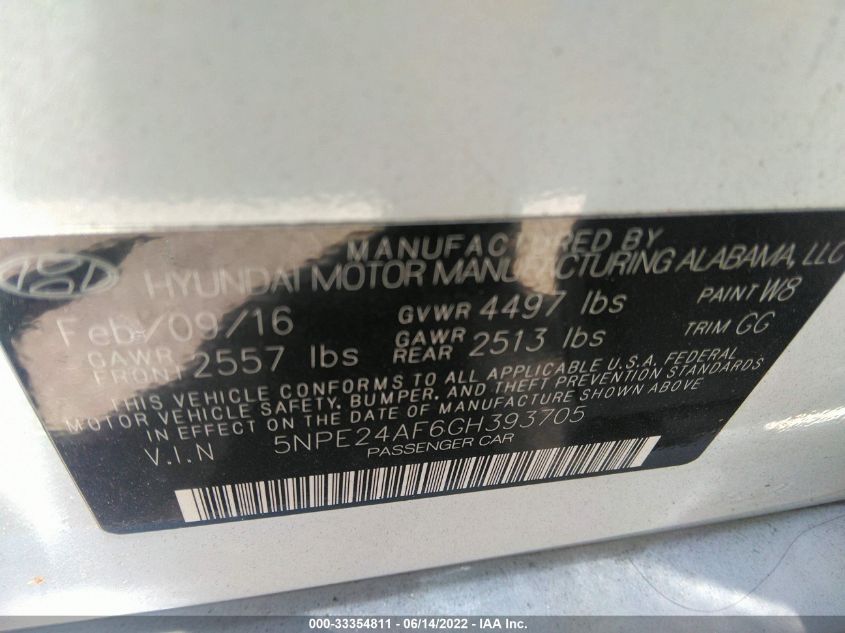 MANUFACTURED BY
HYUNDAI MOTOR MANUFACTURING ALABAMA, LLC
Feb/09/16 GVWR 4497 lbs PAINT W8
GAWR FRONT 2557 lbs GAWR REAR 2513 lbs TRIM GG
THIS VEHICLE CONFORMS TO ALL APPLICABLE U.S.A. FEDERAL
MOTOR VEHICLE SAFETY, BUMPER, AND THEFT PREVENTION STANDARDS
IN EFFECT ON THE DATE OF MANUFACTURE SHOWN ABOVE
V.I.N 5NPE24AF6GH393705
PASSENGER CAR
000-33354811 - 06/14/2022 - IAA Inc.